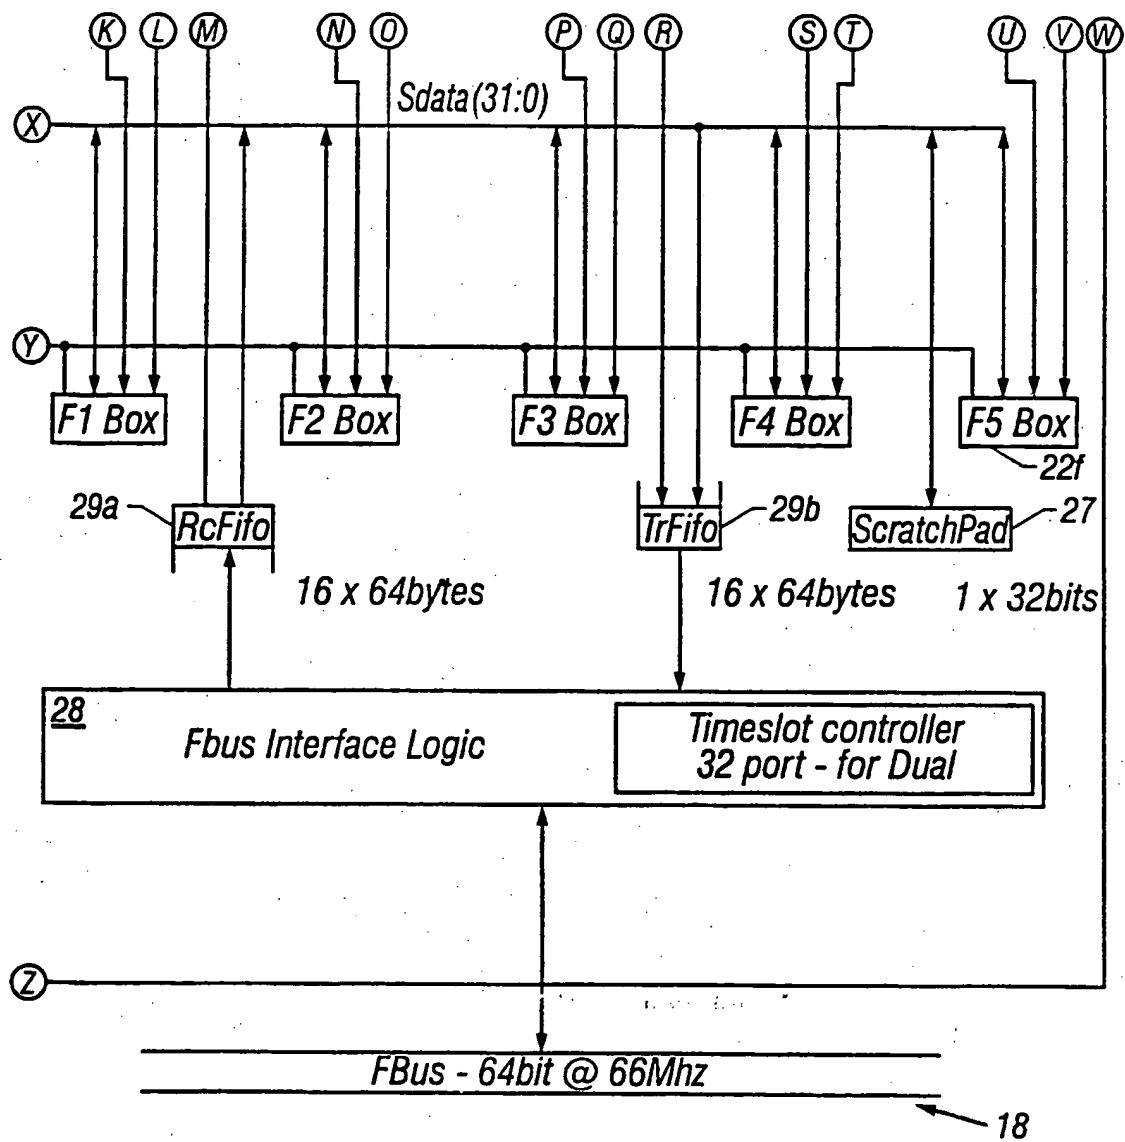 K L M N O P Q R S T U V W
Sdata(31:0)
X
Y
F1 Box F2 Box F3 Box F4 Box F5 Box
22f
29a RcFifo TrFifo 29b ScratchPad 27
16 x 64bytes 16 x 64bytes 1 x 32bits
28
Fbus Interface Logic
Timeslot controller
32 port - for Dual
Z
FBus - 64bit @ 66Mhz
18